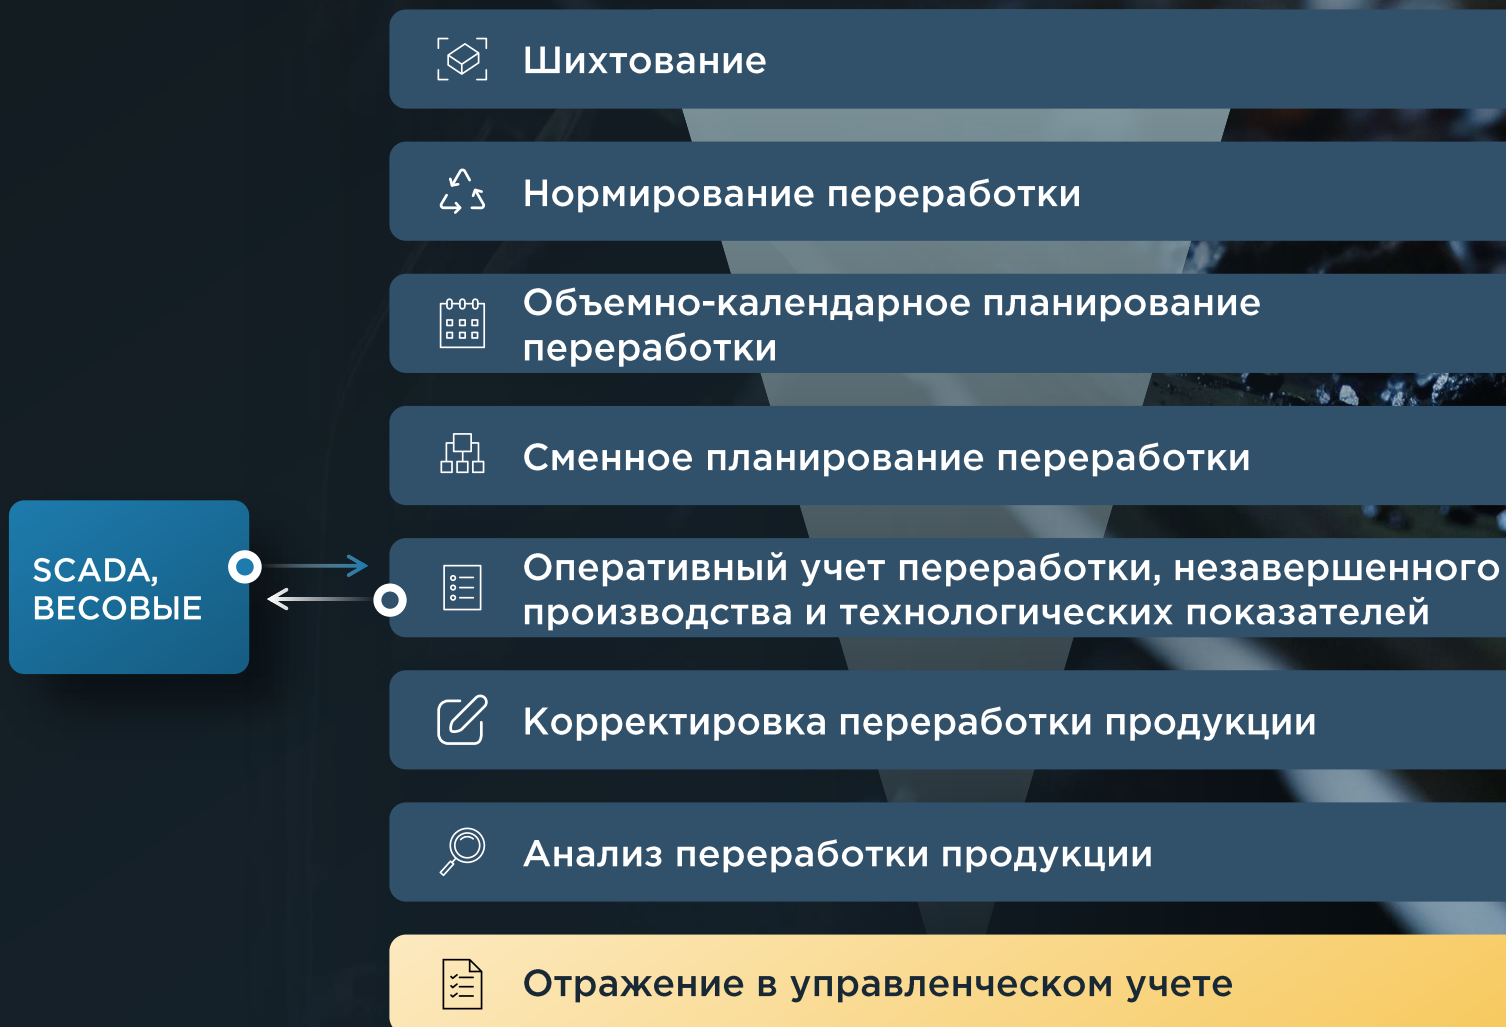 Шихтование
Нормирование переработки
Объемно-календарное планирование
переработки
Сменное планирование переработки
SCADA,
ВЕСОВЫЕ
Оперативный учет переработки, незавершенного
производства и технологических показателей
Корректировка переработки продукции
Анализ переработки продукции
Отражение в управленческом учете